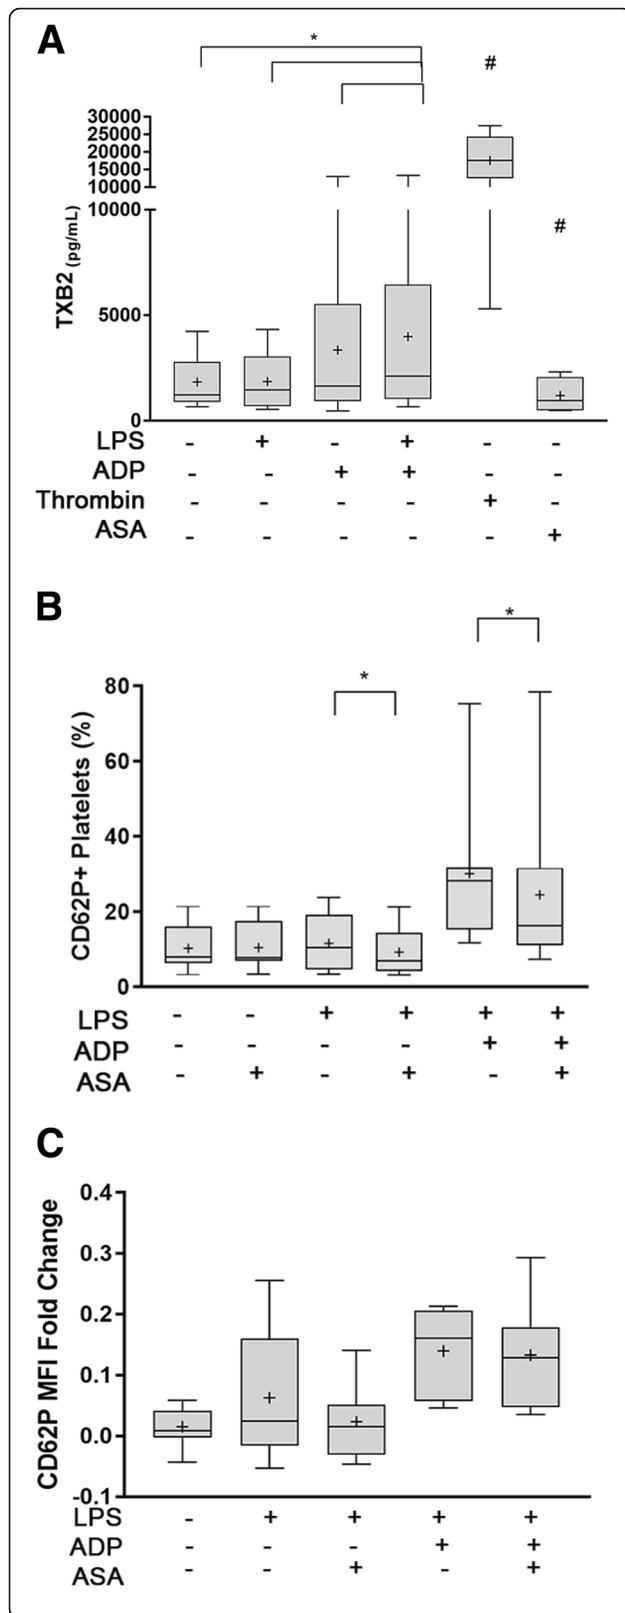 A
*
#
30000
25000
20000
15000
10000
10000
#
TXB2 (pg/mL)
5000
0
LPS - + - + - -
ADP - - + + - -
Thrombin - - - - + -
ASA - - - - - +
B
*
*
80
60
CD62P+ Platelets (%)
40
20
0
LPS - - + + + +
ADP - - - - + +
ASA - + - + - +
C
0.4
0.3
CD62P MFI Fold Change
0.2
0.1
0.0
-0.1
LPS - + + + +
ADP - - - + +
ASA - - + - +